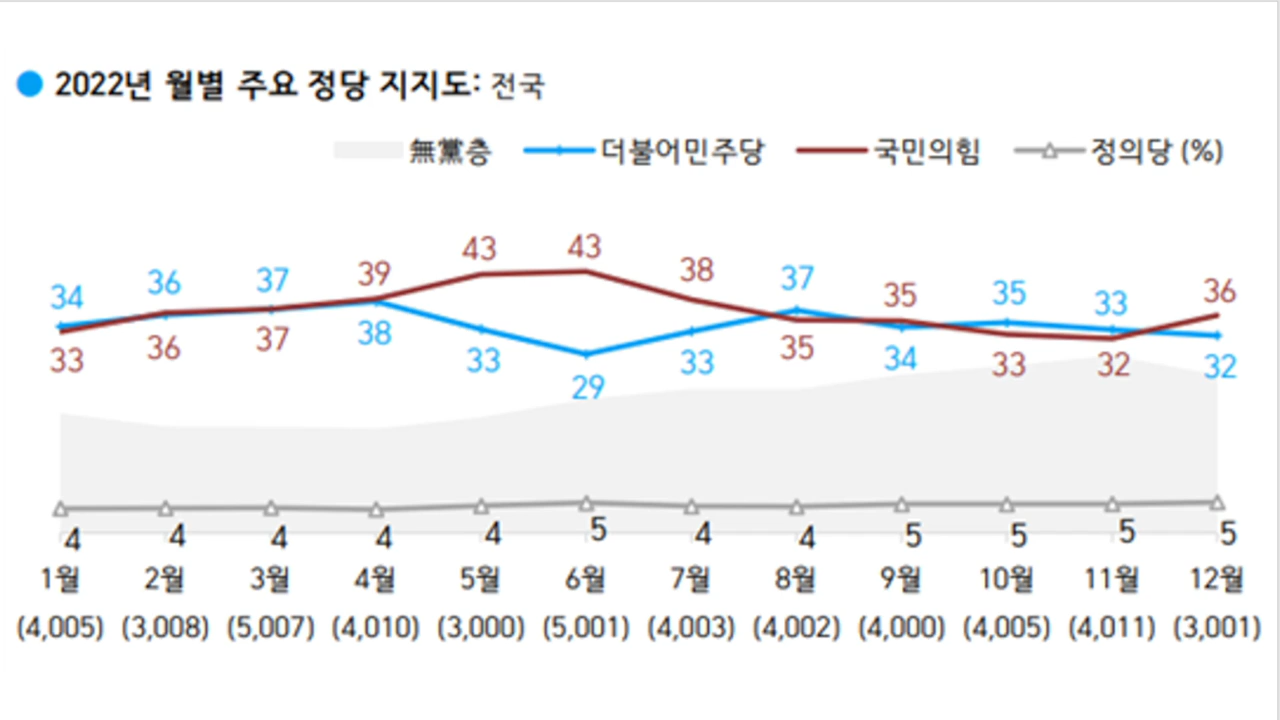 2022년 월별 주요 정당 지지도: 전국
無黨층 더불어민주당 국민의힘 정의당 (%)
34 36 37 39 43 43 38 37 35 35 33 36
33 36 37 38 33 29 33 35 34 33 32 32
4 4 4 4 4 5 4 4 5 5 5 5
1월 2월 3월 4월 5월 6월 7월 8월 9월 10월 11월 12월
(4,005) (3,008) (5,007) (4,010) (3,000) (5,001) (4,003) (4,002) (4,000) (4,005) (4,011) (3,001)